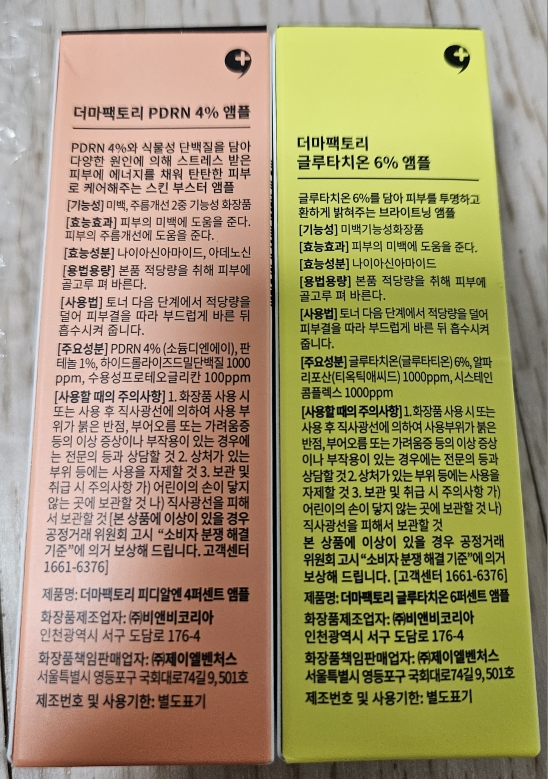 더마팩토리 PDRN 4% 앰플
PDRN 4%와 식물성 단백질을 담아
다양한 원인에 의해 스트레스 받은
피부에 에너지를 채워 탄탄한 피부
로 케어해주는 스킨 부스터 앰플
[기능성] 미백, 주름개선 2중 기능성 화장품
[효능효과] 피부의 미백에 도움을 준다.
피부의 주름개선에 도움을 준다.
[효능성분] 나이아신아마이드, 아데노신
[용법용량] 본품 적당량을 취해 피부에
골고루 펴 바른다.
[사용법] 토너 다음 단계에서 적당량을
덜어 피부결을 따라 부드럽게 바른 뒤
흡수시켜 줍니다.
[주요성분] PDRN 4% (소듐디엔에이), 판
테놀 1%, 하이드롤라이즈드밀단백질 1000
ppm, 수용성프로테오글리칸 100ppm
[사용할 때의 주의사항] 1. 화장품 사용 시
또는 사용 후 직사광선에 의하여 사용 부
위가 붉은 반점, 부어오름 또는 가려움증
등의 이상 증상이나 부작용이 있는 경우에
는 전문의 등과 상담할 것 2. 상처가 있는
부위 등에는 사용을 자제할 것 3. 보관 및
취급 시 주의사항 가) 어린이의 손이 닿지
않는 곳에 보관할 것 나) 직사광선을 피해
서 보관할 것 [본 상품에 이상이 있을 경우
공정거래 위원회 고시 “소비자 분쟁 해결
기준”에 의거 보상해 드립니다. 고객센터
1661-6376]
제품명: 더마팩토리 피디알엔 4퍼센트 앰플
화장품제조업자: ㈜비앤비코리아
인천광역시 서구 도담로 176-4
화장품책임판매업자: ㈜제이엘벤처스
서울특별시 영등포구 국회대로74길 9, 501호
제조번호 및 사용기한: 별도표기
더마팩토리
글루타치온 6% 앰플
글루타치온 6%를 담아 피부를 투명하고
환하게 밝혀주는 브라이트닝 앰플
[기능성] 미백기능성화장품
[효능효과] 피부의 미백에 도움을 준다.
[효능성분] 나이아신아마이드
[용법용량] 본품 적당량을 취해 피부에
골고루 펴 바른다.
[사용법] 토너 다음 단계에서 적당량을 덜어
피부결을 따라 부드럽게 바른 뒤 흡수시켜
줍니다.
[주요성분] 글루타치온(글루타티온) 6%, 알파
리포산(티옥틱애씨드) 1000ppm, 시스테인
콤플렉스 1000ppm
[사용할 때의 주의사항] 1. 화장품 사용 시 또는
사용 후 직사광선에 의하여 사용부위가 붉은
반점, 부어오름 또는 가려움증 등의 이상 증상
이나 부작용이 있는 경우에는 전문의 등과
상담할 것 2. 상처가 있는 부위 등에는 사용을
자제할 것 3. 보관 및 취급 시 주의사항 가)
어린이의 손이 닿지 않는 곳에 보관할 것 나)
직사광선을 피해서 보관할 것
본 상품에 이상이 있을 경우 공정거래
위원회 고시 “소비자 분쟁 해결 기준”에 의거
보상해 드립니다. [고객센터 1661-6376]
제품명: 더마팩토리 글루타치온 6퍼센트 앰플
화장품제조업자: ㈜비앤비코리아
인천광역시 서구 도담로 176-4
화장품책임판매업자: ㈜제이엘벤처스
서울특별시 영등포구 국회대로74길 9, 501호
제조번호 및 사용기한: 별도표기